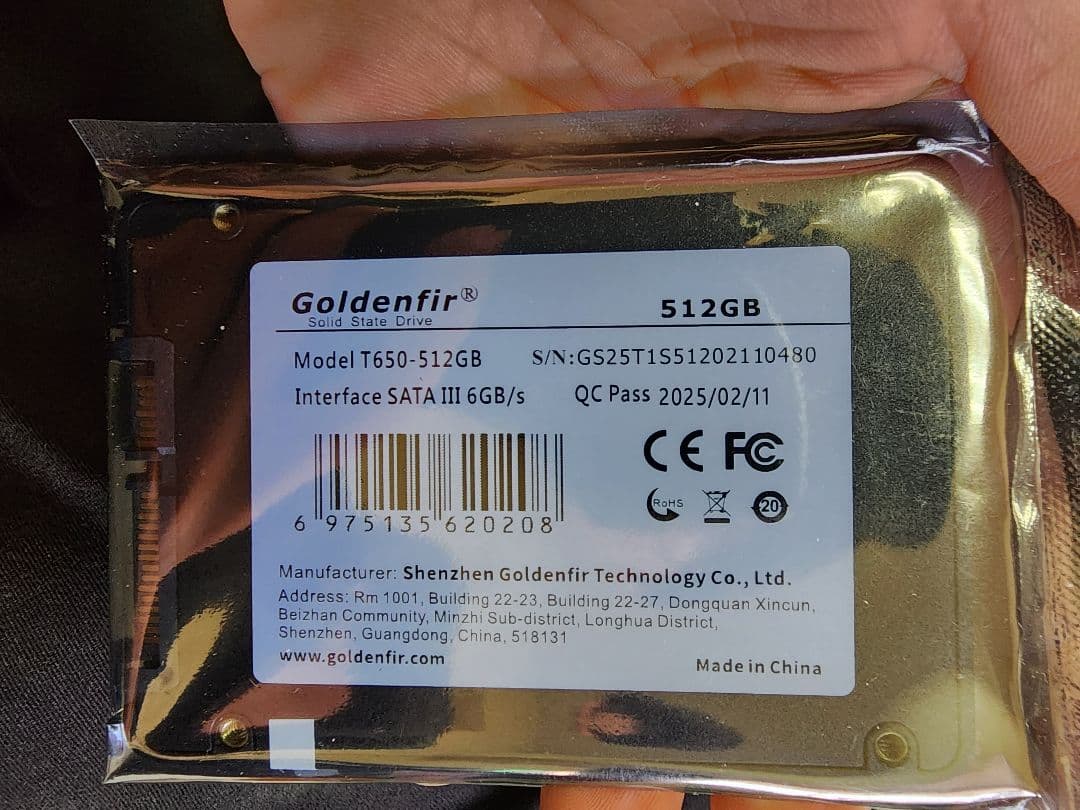 Goldenfir®
Solid State Drive
512GB
Model T650-512GB
S/N:GS25T1S51202110480
Interface SATA III 6GB/s
QC Pass 2025/02/11
CE FC
RoHS
20
6 975135 620208
Manufacturer: Shenzhen Goldenfir Technology Co., Ltd.
Address: Rm 1001, Building 22-23, Building 22-27, Dongquan Xincun,
Beizhan Community, Minzhi Sub-district, Longhua District,
Shenzhen, Guangdong, China, 518131
www.goldenfir.com
Made in China